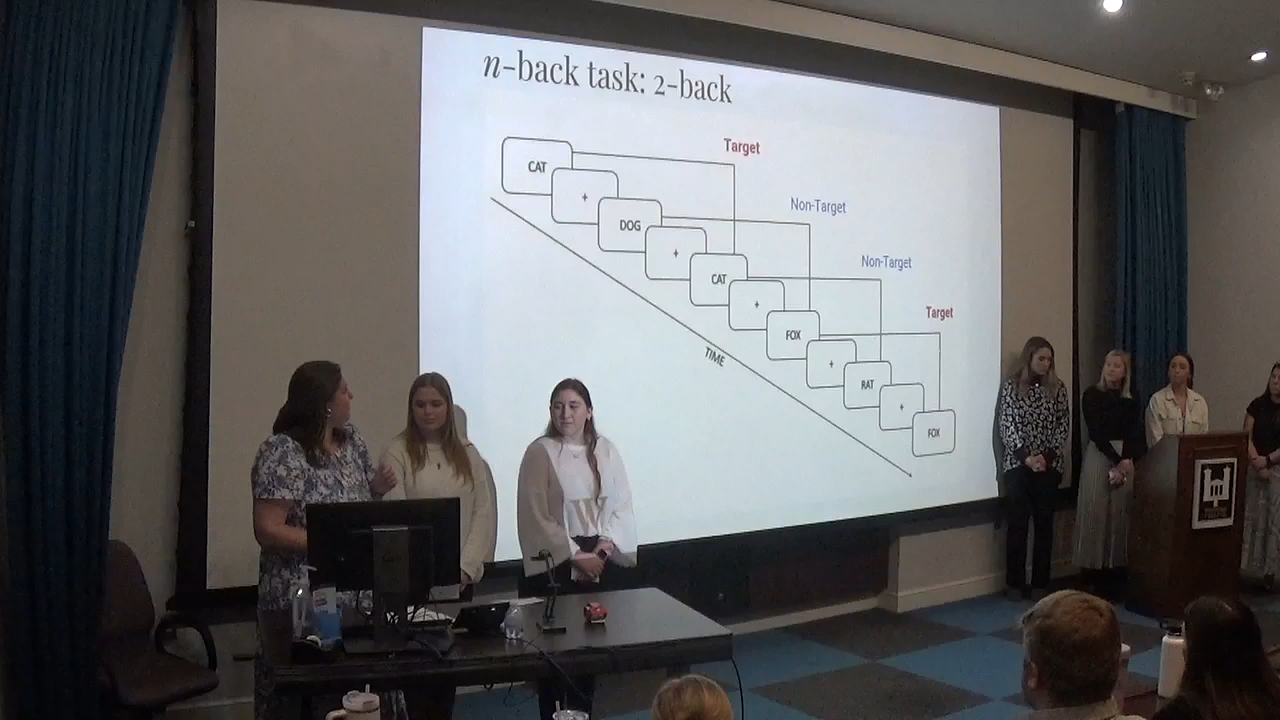 n-back task: 2-back
Target
CAT
+
Non-Target
DOG
+
Non-Target
CAT
+
Target
FOX
TIME
+
RAT
+
FOX
W